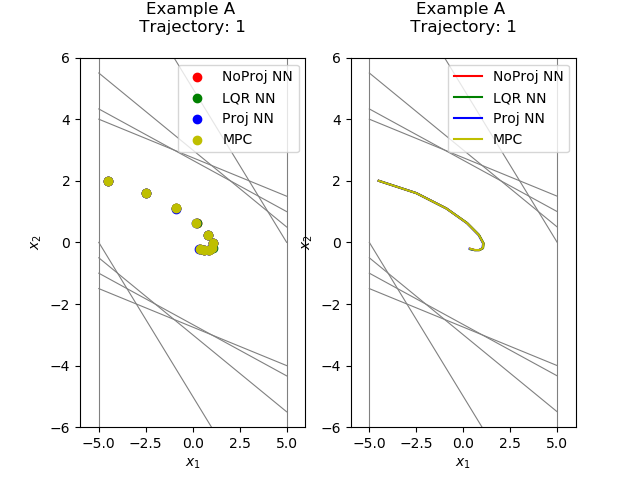 Example A
Trajectory: 1
6
4
2
0
−2
−4
−6
−5.0
−2.5
0.0
2.5
5.0
x₂
x₁
NoProj NN
LQR NN
Proj NN
MPC
Example A
Trajectory: 1
6
4
2
0
−2
−4
−6
−5.0
−2.5
0.0
2.5
5.0
x₂
x₁
NoProj NN
LQR NN
Proj NN
MPC